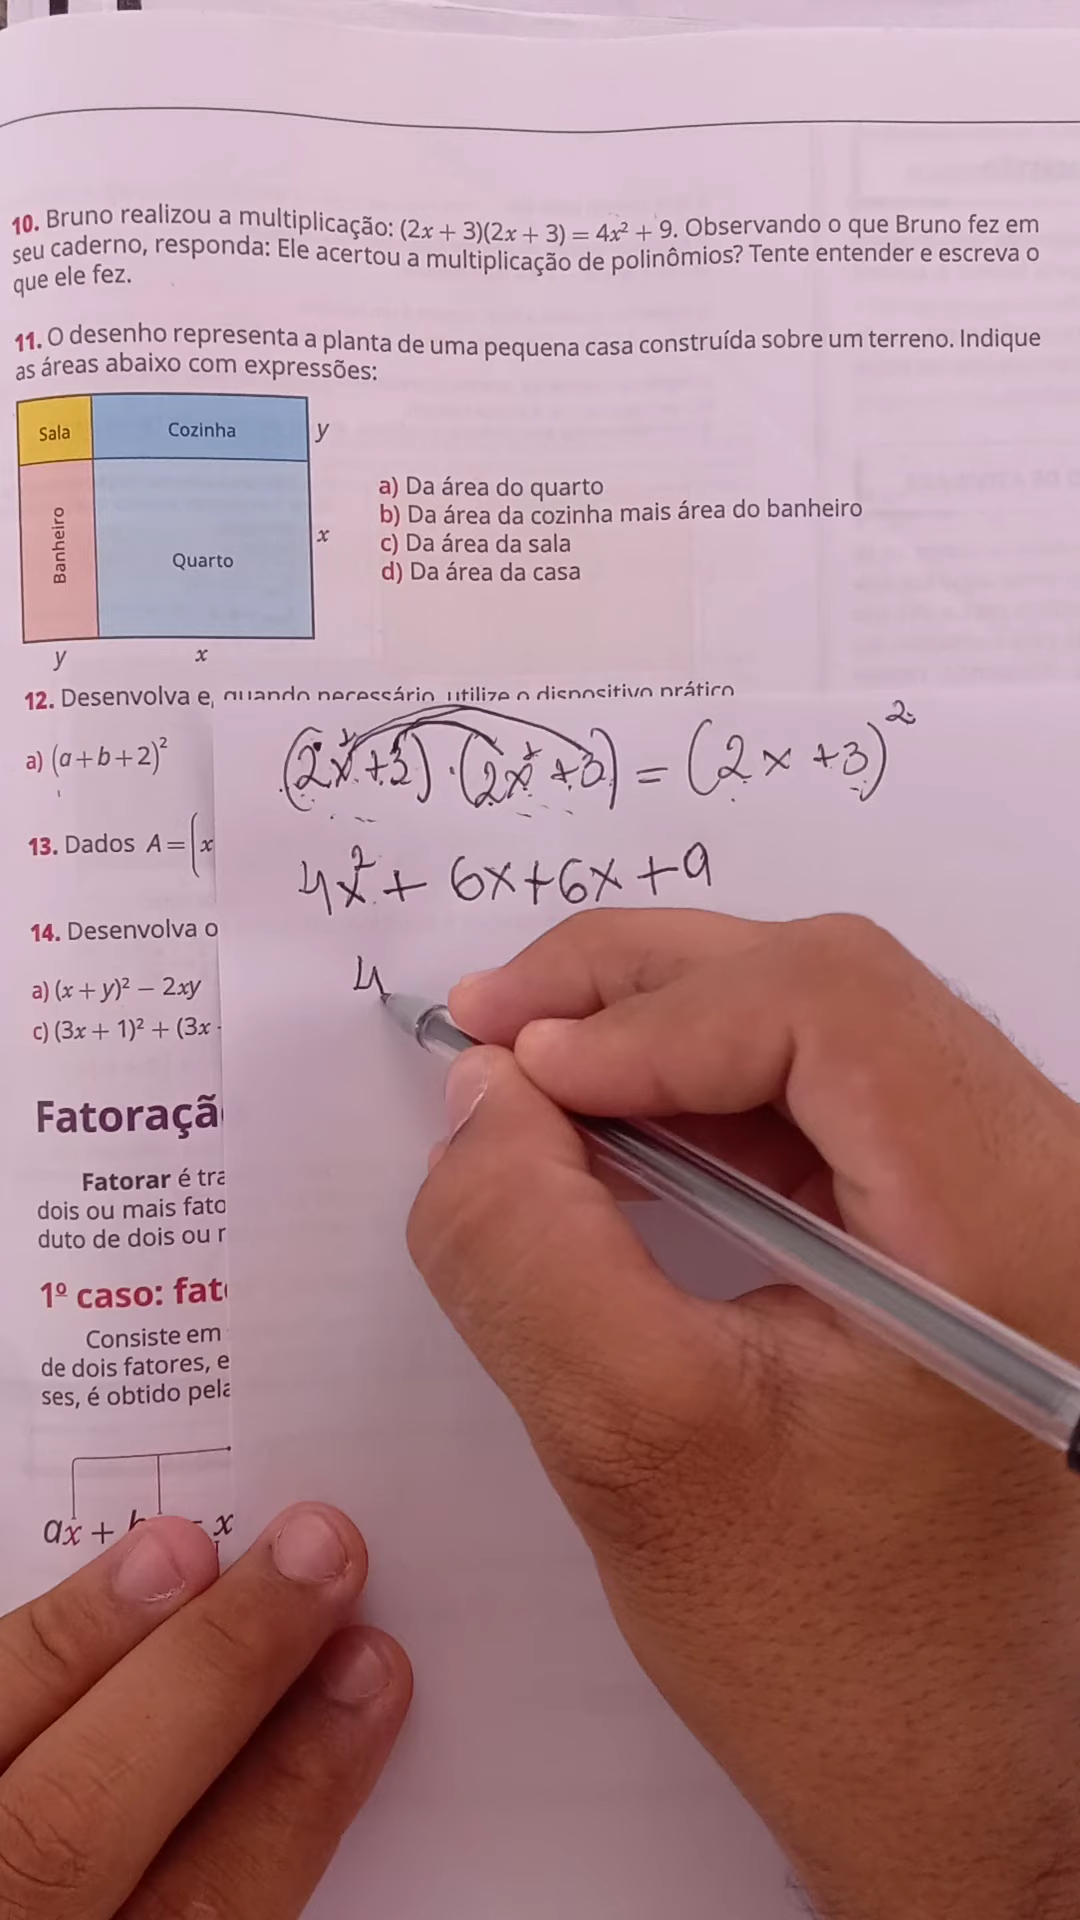 10. Bruno realizou a multiplicação: (2x + 3)(2x + 3) = 4x² + 9. Observando o que Bruno fez em
seu caderno, responda: Ele acertou a multiplicação de polinômios? Tente entender e escreva o
que ele fez.
11. O desenho representa a planta de uma pequena casa construída sobre um terreno. Indique
as áreas abaixo com expressões:
Sala
Cozinha
y
Banheiro
Quarto
x
y
x
a) Da área do quarto
b) Da área da cozinha mais área do banheiro
c) Da área da sala
d) Da área da casa
12. Desenvolva e, quando necessário, utilize o dispositivo prático
a) (a+b+2)²
(2x¹+3).(2x¹+3) = (2x+3)²
4x² + 6x+6x+9
4
13. Dados A=(x
14. Desenvolva o
a) (x + y)² − 2xy
c) (3x + 1)² + (3x
Fatoraçã
Fatorar é tra
dois ou mais fato
duto de dois ou
1º caso: fat
Consiste em
de dois fatores, e
ses, é obtido pela
ax +
x